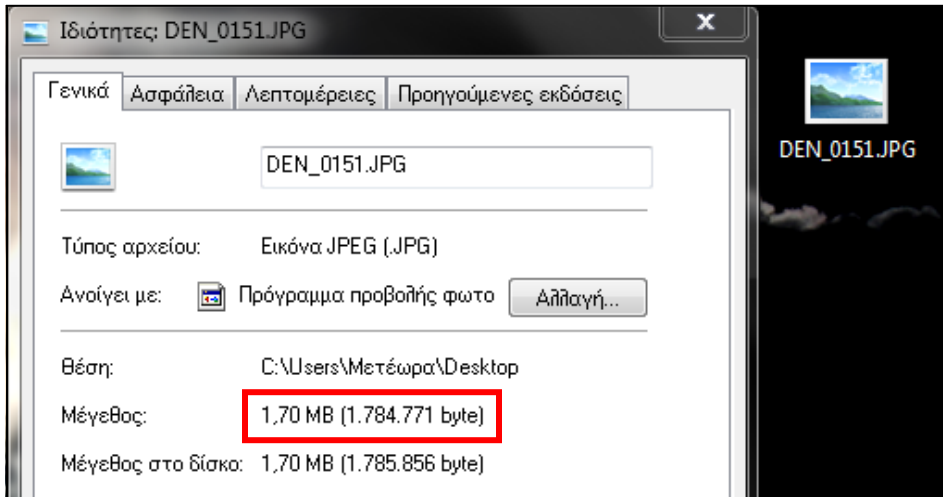 Ιδιότητες: DEN_0151.JPG
x
Γενικά Ασφάλεια Λεπτομέρειες Προηγούμενες εκδόσεις
DEN_0151.JPG
DEN_0151.JPG
Τύπος αρχείου: Εικόνα JPEG (.JPG)
Ανοίγει με: Πρόγραμμα προβολής φωτο Αλλαγή...
Θέση: C:\Users\Μετέωρα\Desktop
Μέγεθος: 1,70 MB (1.784.771 byte)
Μέγεθος στο δίσκο: 1,70 MB (1.785.856 byte)